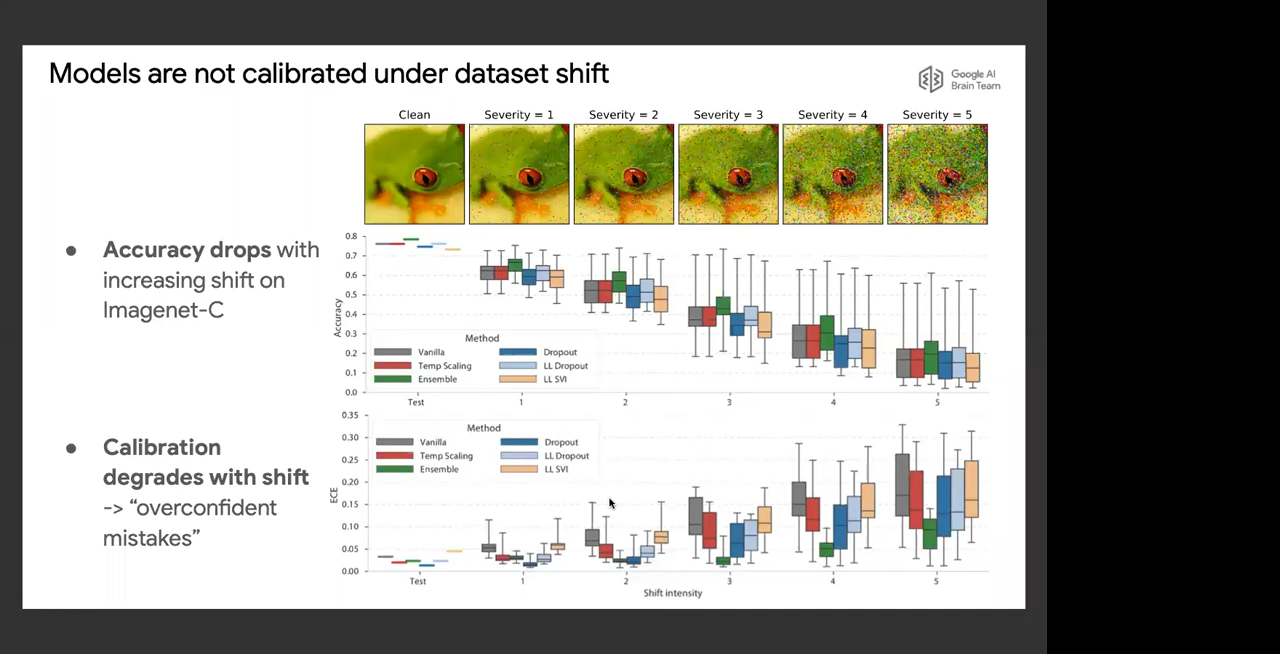 Models are not calibrated under dataset shift
Google AI
Brain Team
Clean
Severity = 1
Severity = 2
Severity = 3
Severity = 4
Severity = 5
● Accuracy drops with
increasing shift on
Imagenet-C
0.8
0.7
0.6
0.5
0.4
0.3
0.2
0.1
0.0
Accuracy
Method
Vanilla
Temp Scaling
Ensemble
Dropout
LL Dropout
LL SVI
Test
1
2
3
4
5
● Calibration
degrades with shift
-> “overconfident
mistakes”
0.35
0.30
0.25
0.20
0.15
0.10
0.05
0.00
ECE
Method
Vanilla
Temp Scaling
Ensemble
Dropout
LL Dropout
LL SVI
Test
1
2
3
4
5
Shift intensity